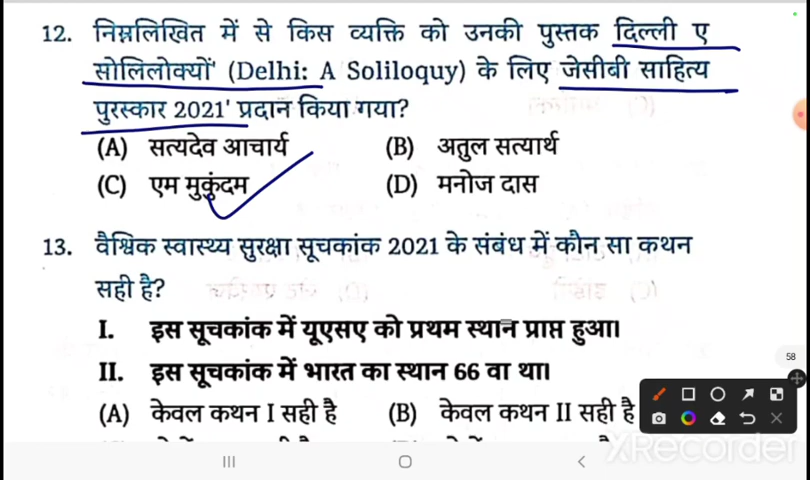 12. निम्नलिखित में से किस व्यक्ति को उनकी पुस्तक दिल्ली ए
सोलिलोक्यों' (Delhi: A Soliloquy) के लिए जेसीबी साहित्य
पुरस्कार 2021' प्रदान किया गया?
(A) सत्यदेव आचार्य (B) अतुल सत्यार्थ
(C) एम मुकुंदम (D) मनोज दास
13. वैश्विक स्वास्थ्य सुरक्षा सूचकांक 2021 के संबंध में कौन सा कथन
सही है?
I. इस सूचकांक में यूएसए को प्रथम स्थान प्राप्त हुआ।
II. इस सूचकांक में भारत का स्थान 66 वा था।
58
(A) केवल कथन I सही है (B) केवल कथन II सही है
XRecorder